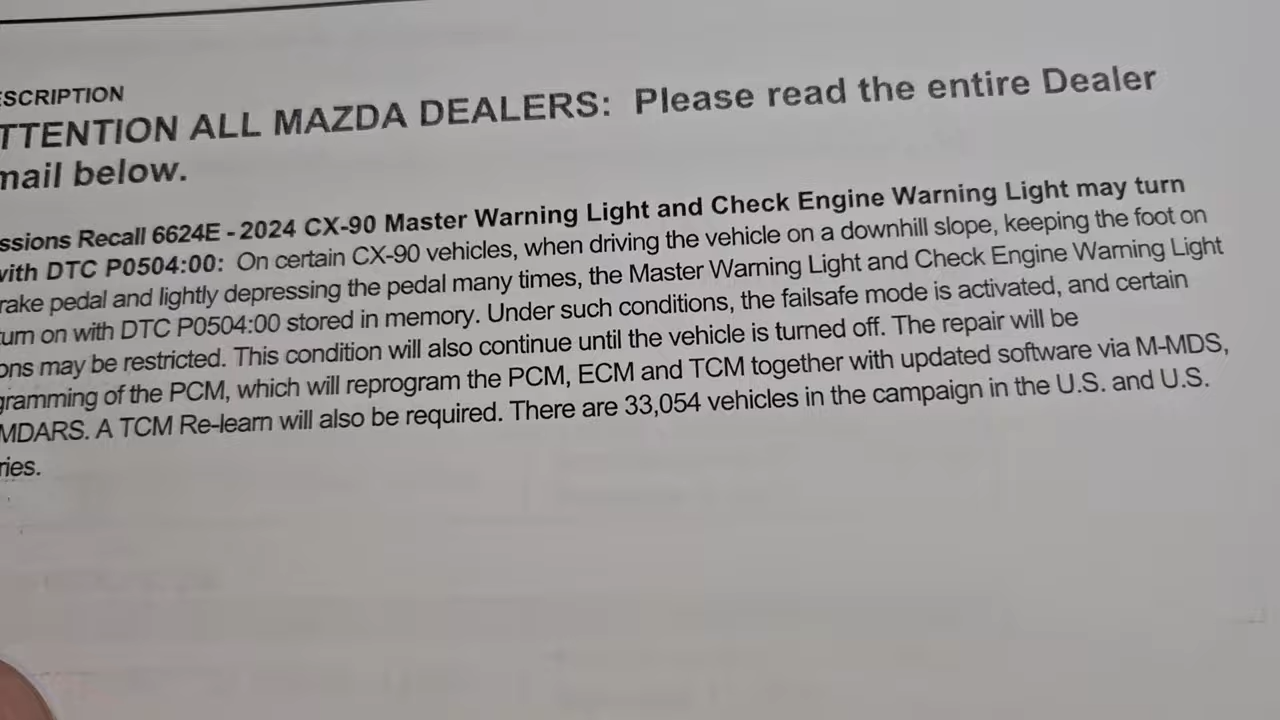 ESCRIPTION
TTENTION ALL MAZDA DEALERS: Please read the entire Dealer
mail below.
ssions Recall 6624E - 2024 CX-90 Master Warning Light and Check Engine Warning Light may turn
with DTC P0504:00: On certain CX-90 vehicles, when driving the vehicle on a downhill slope, keeping the foot on
rake pedal and lightly depressing the pedal many times, the Master Warning Light and Check Engine Warning Light
turn on with DTC P0504:00 stored in memory. Under such conditions, the failsafe mode is activated, and certain
ons may be restricted. This condition will also continue until the vehicle is turned off. The repair will be
gramming of the PCM, which will reprogram the PCM, ECM and TCM together with updated software via M-MDS,
MDARS. A TCM Re-learn will also be required. There are 33,054 vehicles in the campaign in the U.S. and U.S.
ries.